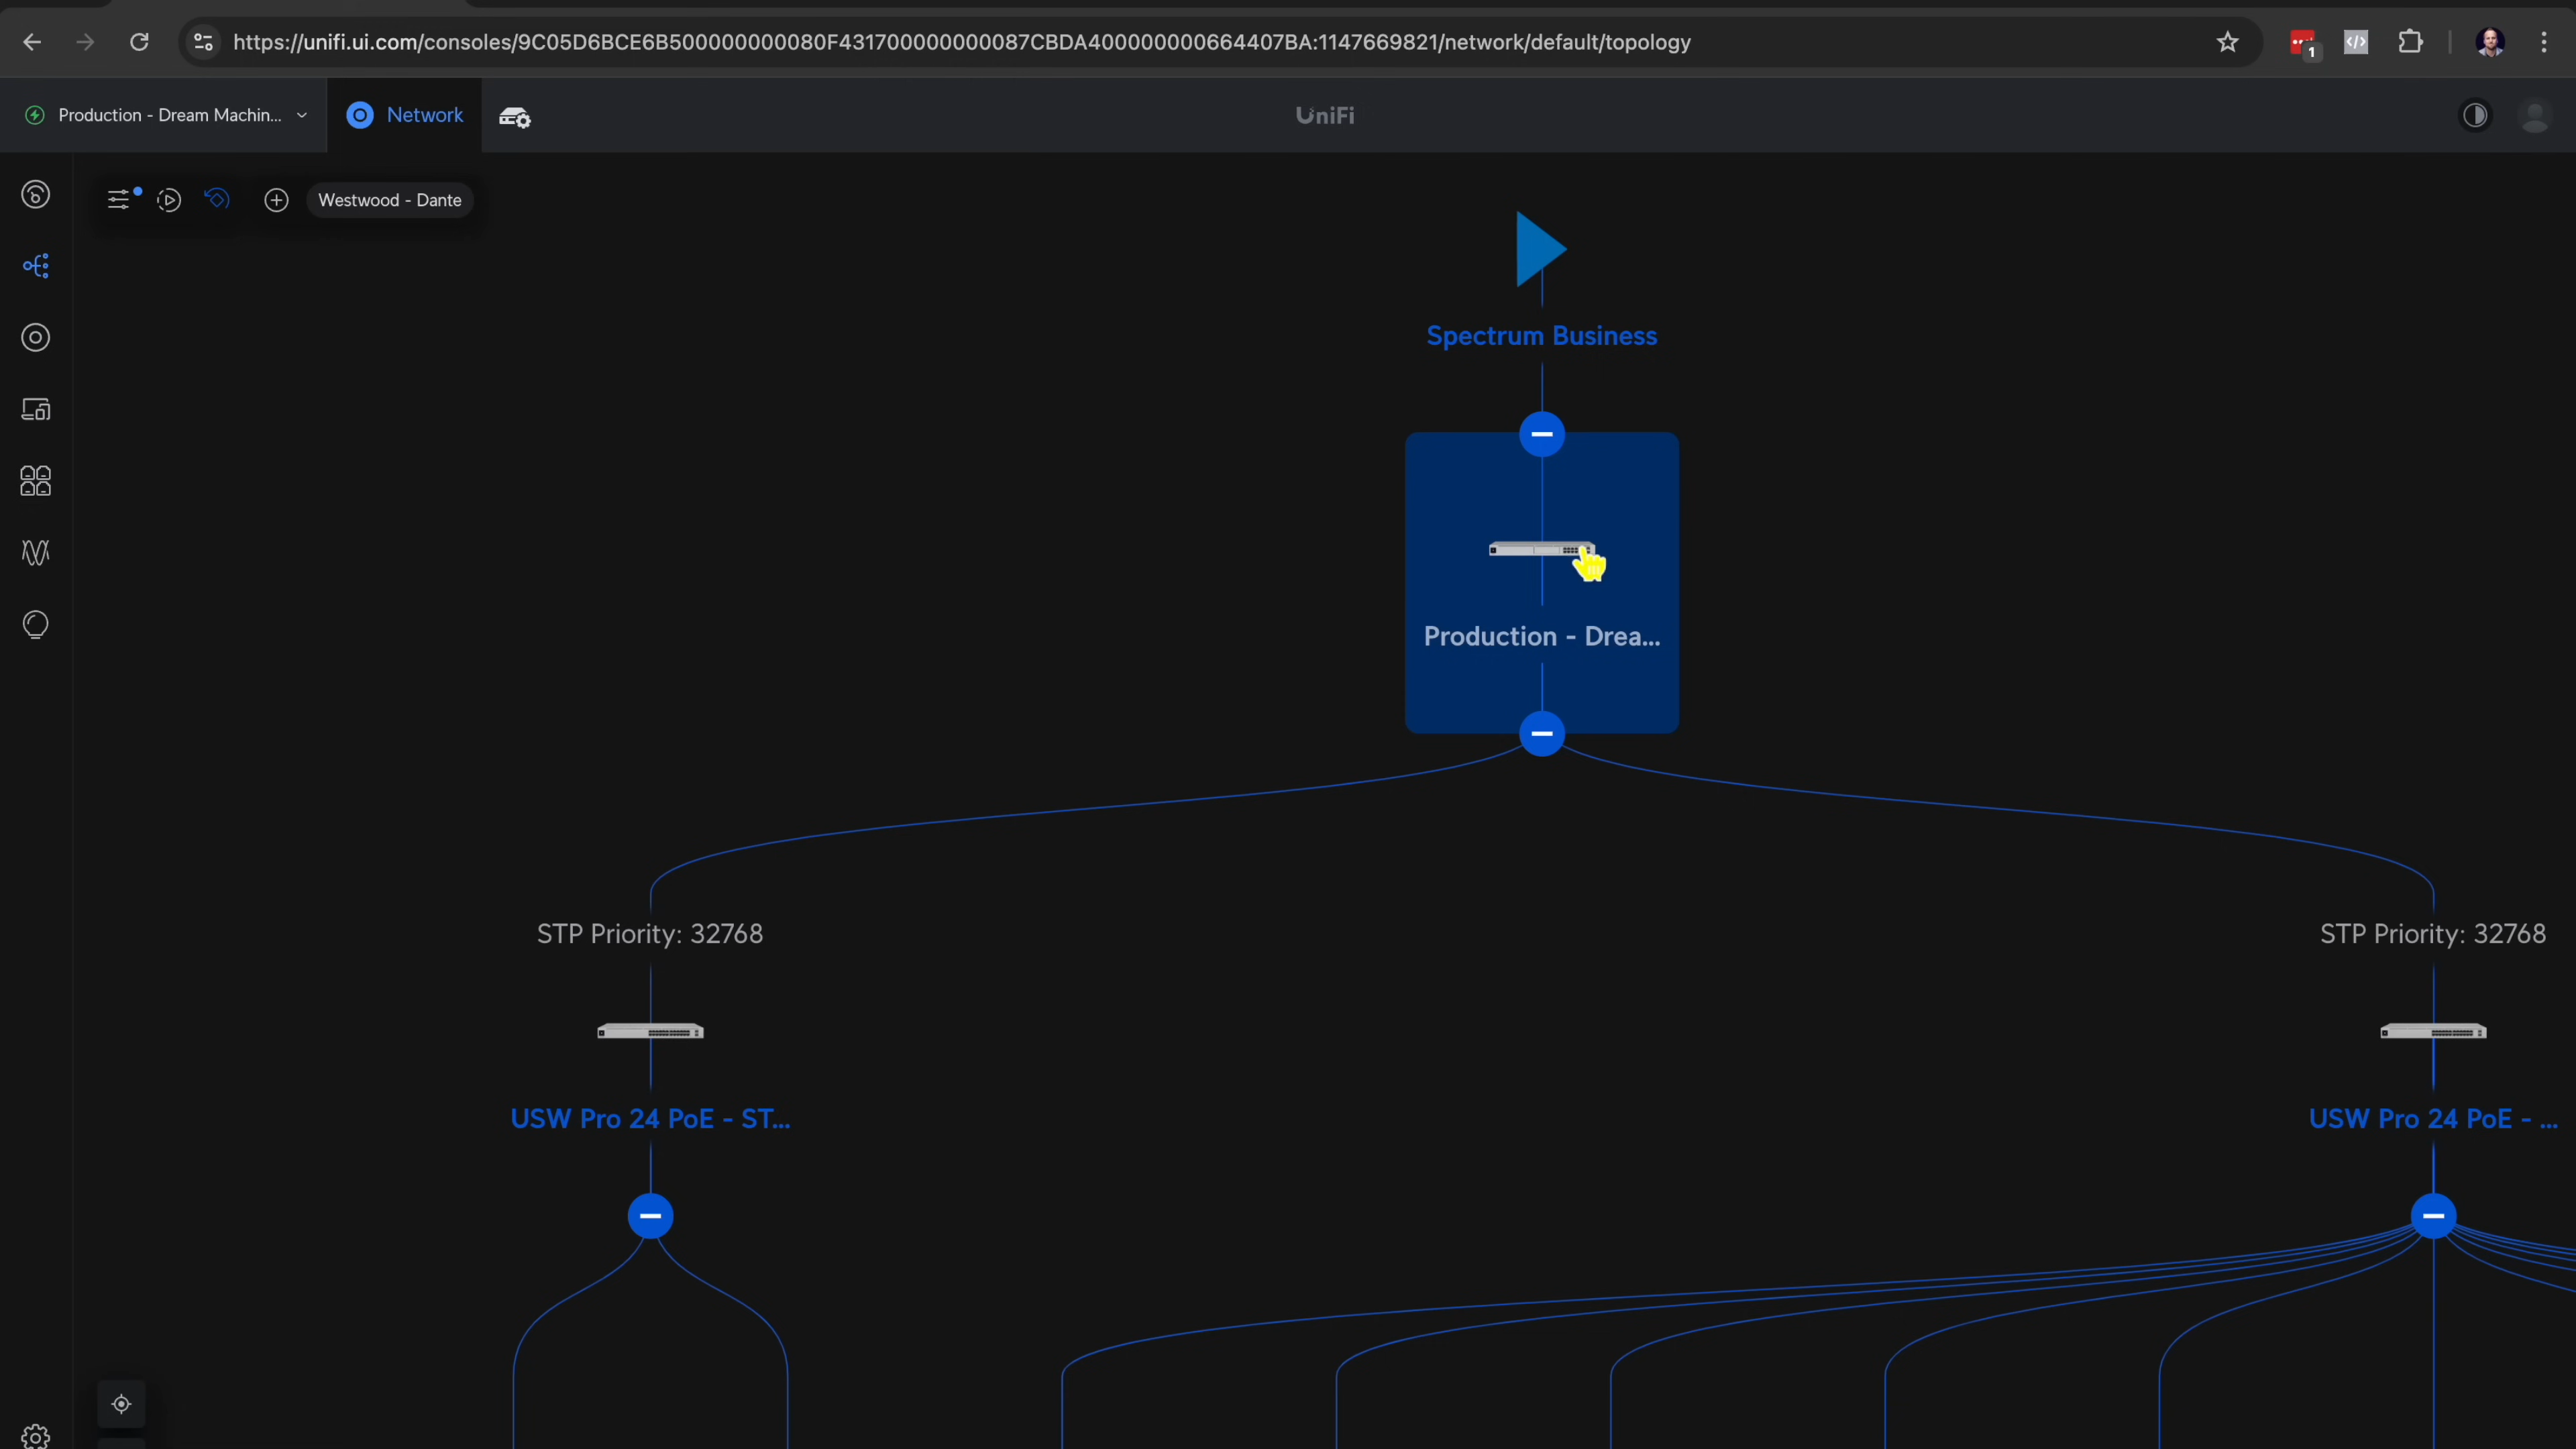 https://unifi.ui.com/consoles/9C05D6BCE6B500000000080F431700000000087CBDA400000000664407BA:1147669821/network/default/topology
1
Production - Dream Machin...
Network
UniFi
Westwood - Dante
Spectrum Business
Production - Drea...
STP Priority: 32768
STP Priority: 32768
USW Pro 24 PoE - ST...
USW Pro 24 PoE - ...